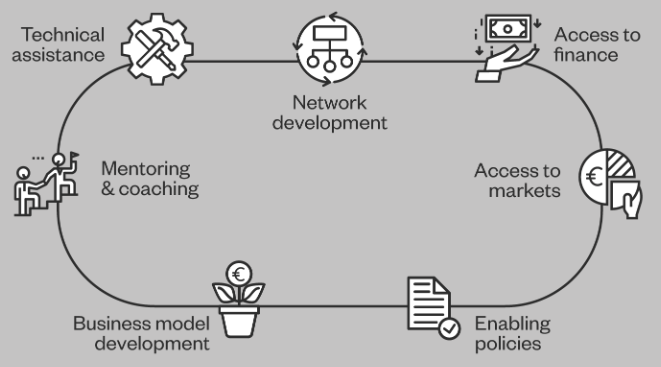 Technical
assistance
Network
development
Access to
finance
Mentoring
& coaching
Access to
markets
€
€
Business model
development
Enabling
policies